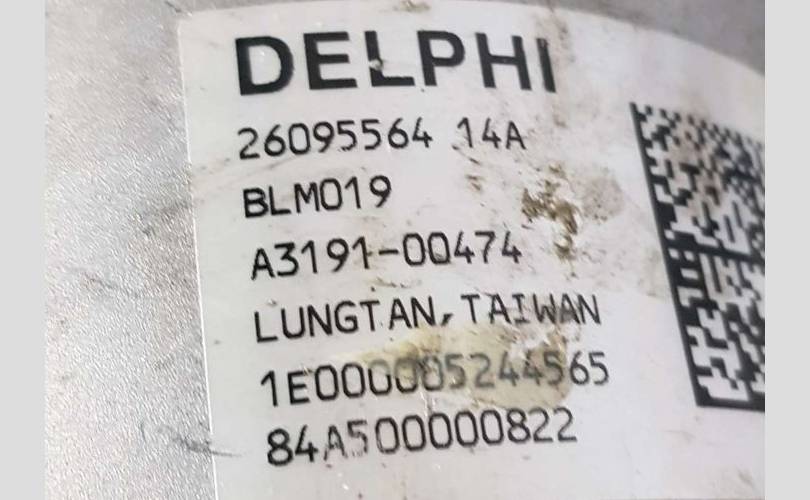 DELPHI
26095564 14A
BLM019
A3191-00474
LUNGTAN, TAIWAN
1E000005244565
84A500000822